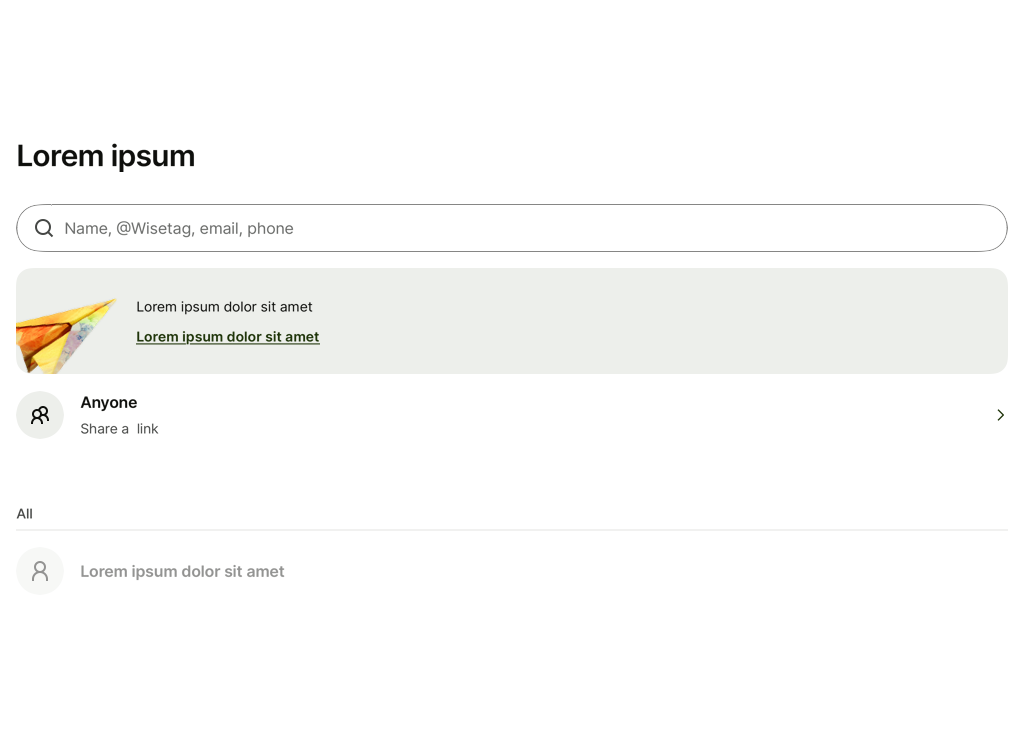 Lorem ipsum
Name, @Wisetag, email, phone
Lorem ipsum dolor sit amet
Lorem ipsum dolor sit amet
Anyone
Share a  link
All
Lorem ipsum dolor sit amet